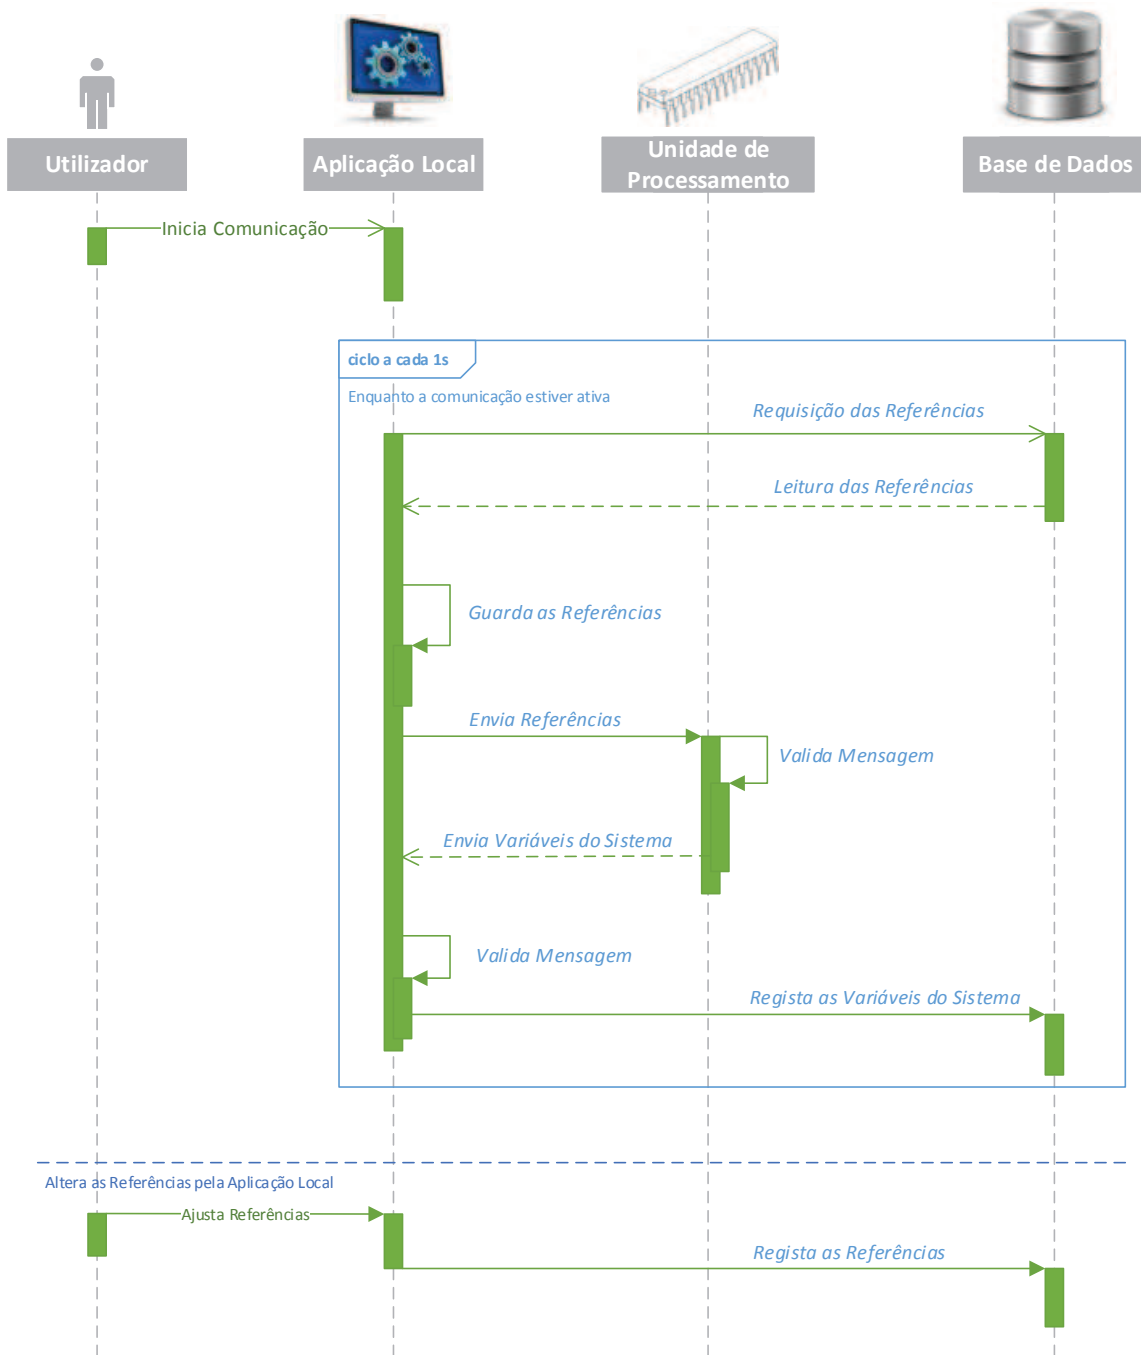 Utilizador
Aplicação Local
Unidade de
Processamento
Base de Dados
Inicia Comunicação
ciclo a cada 1s
Enquanto a comunicação estiver ativa
Requisição das Referências
Leitura das Referências
Guarda as Referências
Envia Referências
Valida Mensagem
Envia Variáveis do Sistema
Valida Mensagem
Regista as Variáveis do Sistema
Altera as Referências pela Aplicação Local
Ajusta Referências
Regista as Referências